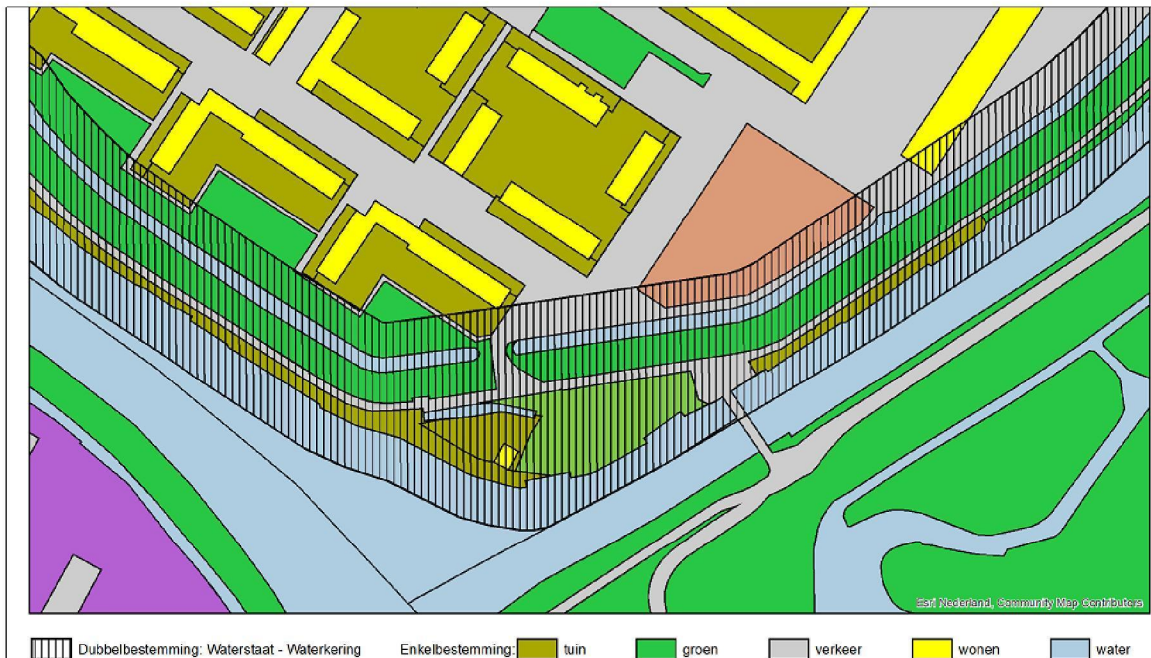 Esri Nederland, Community Map Contributors
Dubbelbestemming: Waterstaat - Waterkering Enkelbestemming: tuin groen verkeer wonen water